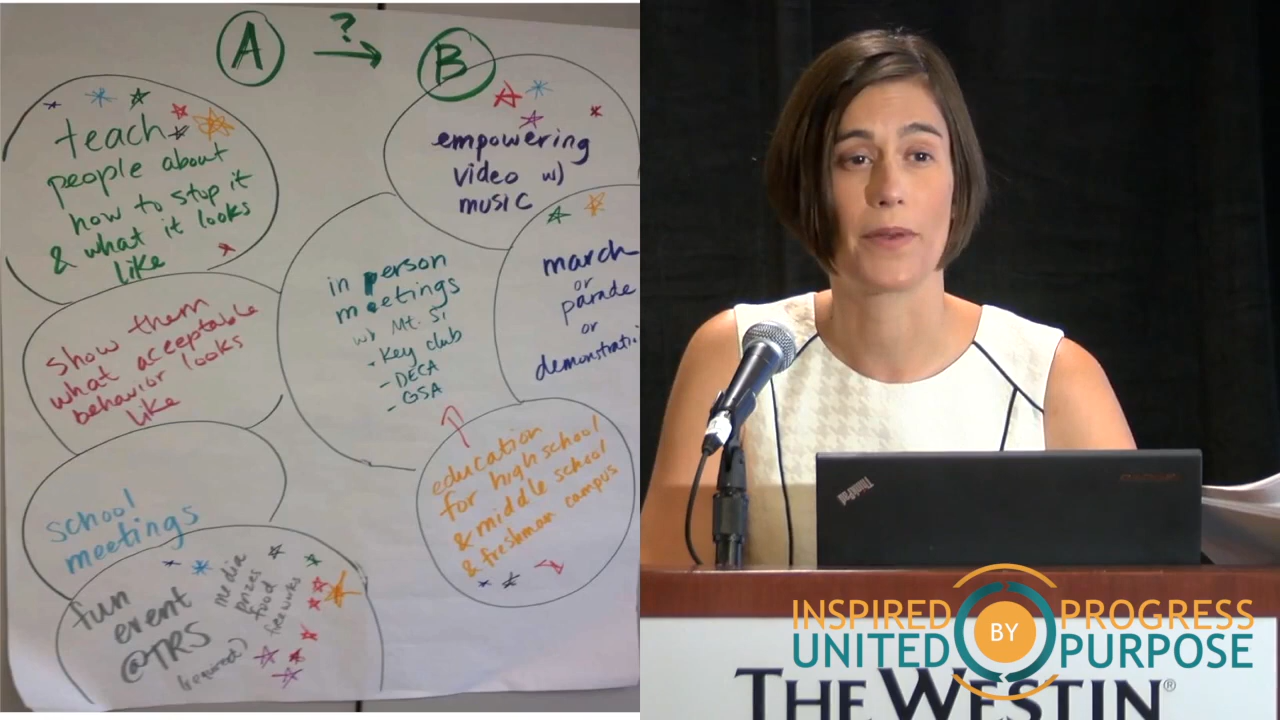 A ? B
teach
people about
how to stop it
& what it looks
like
show them
what acceptable
behavior looks
like
school
meetings
fun
event
@TRS
(required)
media
prizes
food
fireworks
in person
meetings
w/ Mt. Si
- Key club
- DECA
- GSA
empowering
video w/
music
march
or
parade
or
demonstrati
education
for high school
& middle school
& freshman campus
ThinkPad
INSPIRED BY PROGRESS
UNITED PURPOSE
THE WESTIN®